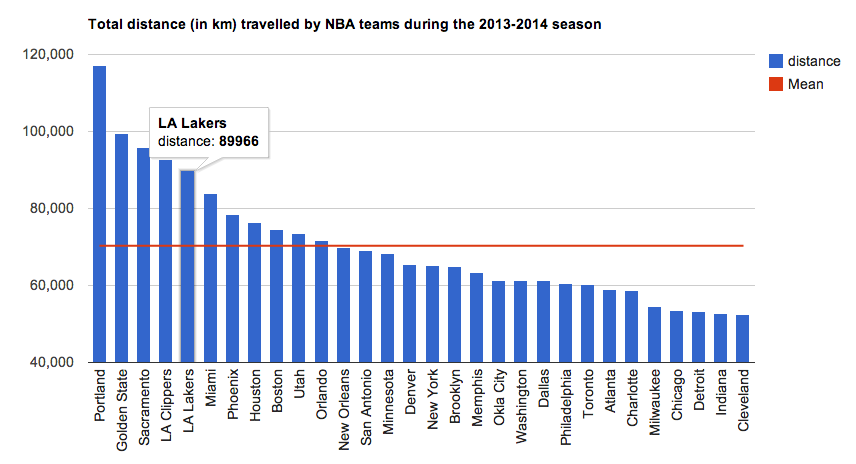 Total distance (in km) travelled by NBA teams during the 2013-2014 season
120,000
100,000
80,000
60,000
40,000
LA Lakers
distance: 89966
distance
Mean
Portland
Golden State
Sacramento
LA Clippers
LA Lakers
Miami
Phoenix
Houston
Boston
Utah
Orlando
New Orleans
San Antonio
Minnesota
Denver
New York
Brooklyn
Memphis
Okla City
Washington
Dallas
Philadelphia
Toronto
Atlanta
Charlotte
Milwaukee
Chicago
Detroit
Indiana
Cleveland